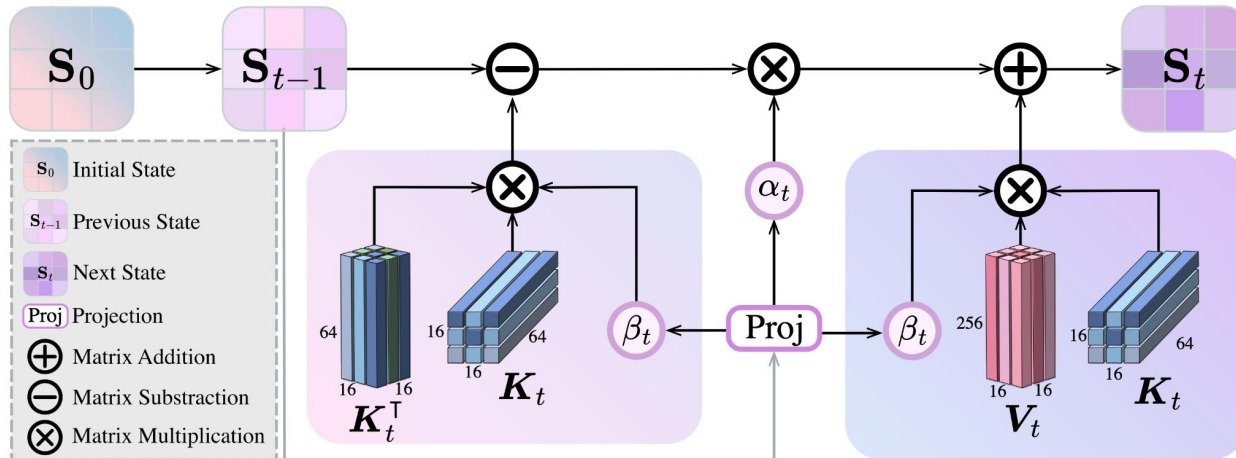 S₀
Sₜ₋₁
Sₜ
S₀ Initial State
Sₜ₋₁ Previous State
Sₜ Next State
Proj Projection
Matrix Addition
Matrix Substraction
Matrix Multiplication
αₜ
64
16
16
Kₜ^⊤
16
16
64
Kₜ
βₜ
Proj
βₜ
256
16
16
Vₜ
16
16
64
Kₜ